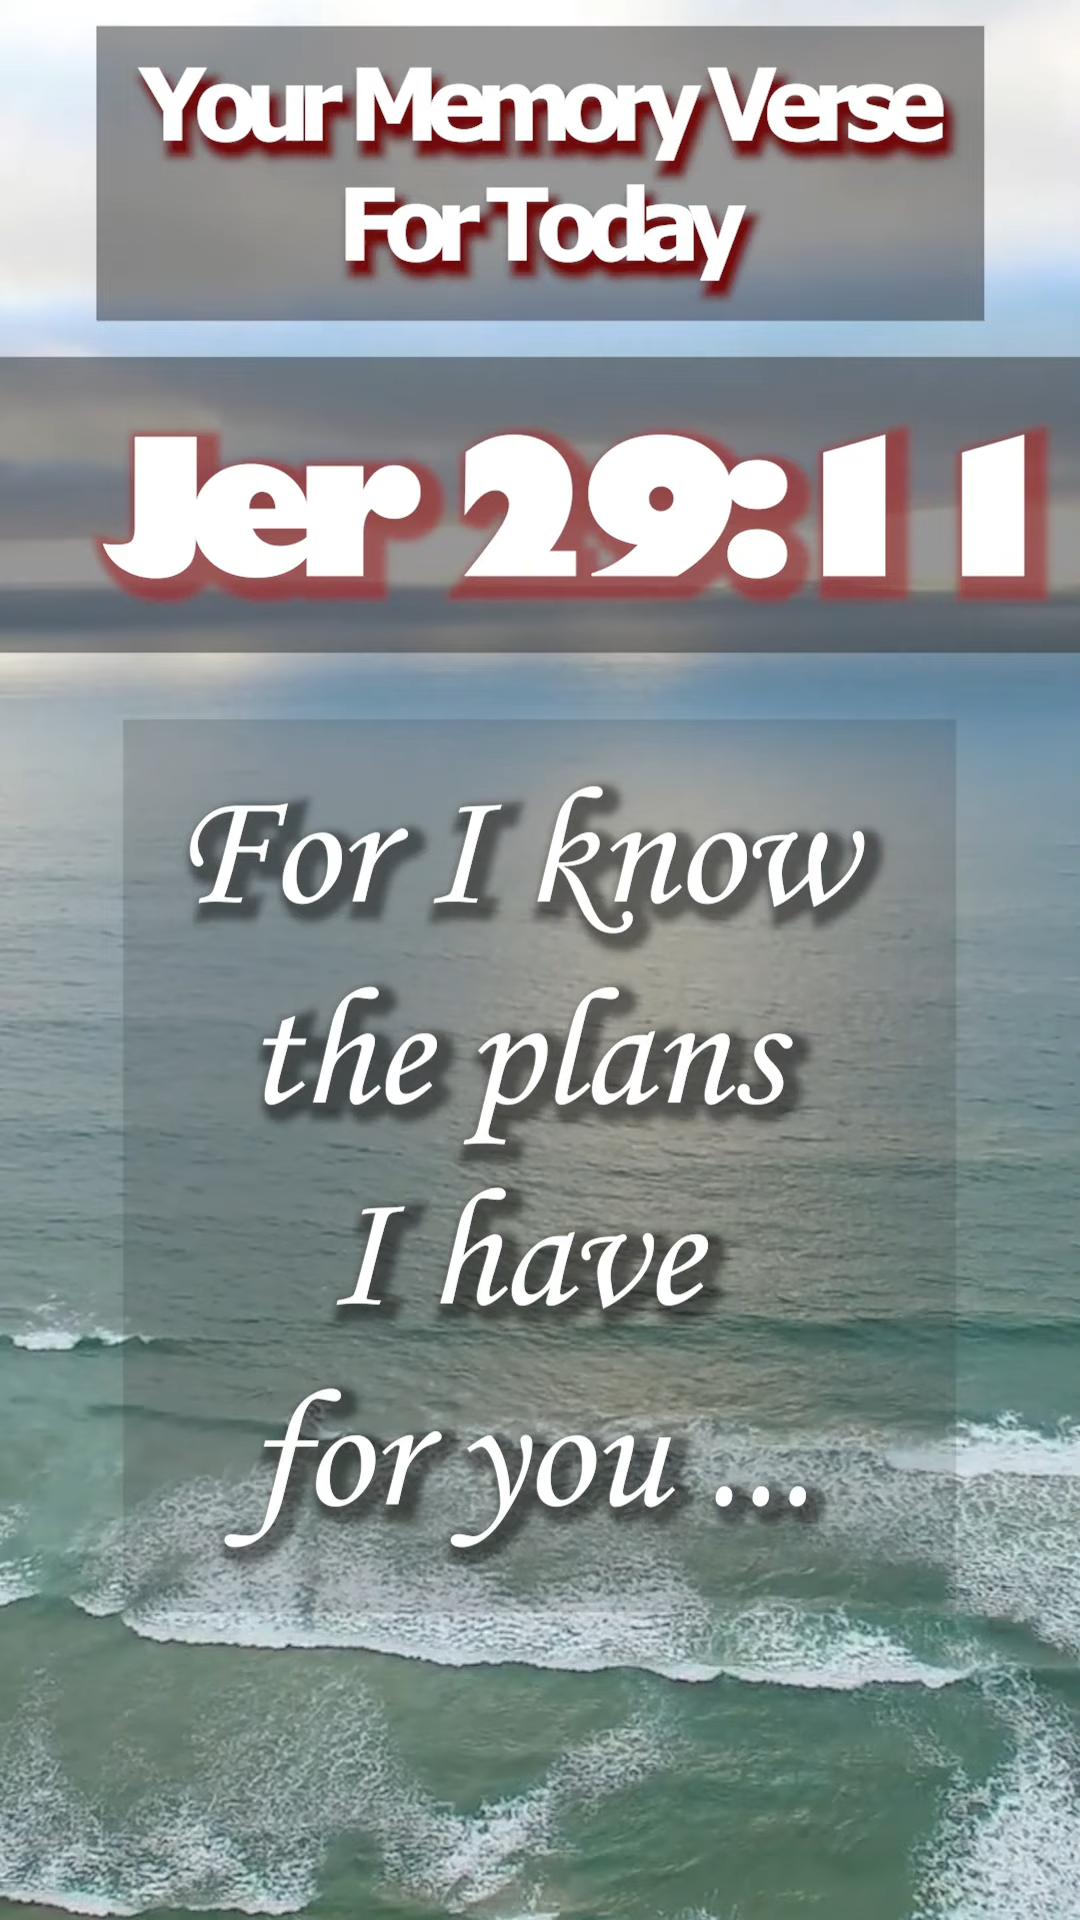 Your Memory Verse
For Today
Jer 29:11
For I know
the plans
I have
for you ...